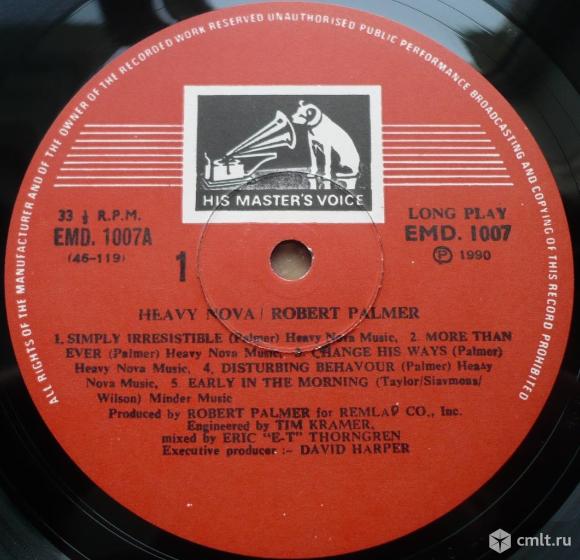 ALL RIGHTS OF THE MANUFACTURER AND OF THE OWNER OF THE RECORDED WORK RESERVED UNAUTHORISED PUBLIC PERFORMANCE BROADCASTING AND COPYING OF THIS RECORD PROHIBITED
HIS MASTER'S VOICE
33 ⅓ R.P.M.
EMD. 1007A
(46-119)
1
LONG PLAY
EMD. 1007
Ⓟ 1990
HEAVY NOVA / ROBERT PALMER
1. SIMPLY IRRESISTIBLE (Palmer) Heavy Nova Music, 2. MORE THAN
EVER (Palmer) Heavy Nova Music, 3. CHANGE HIS WAYS (Palmer)
Heavy Nova Music, 4. DISTURBING BEHAVOUR (Palmer) Heavy
Nova Music, 5. EARLY IN THE MORNING (Taylor/Siavmona/
Wilson) Minder Music
Produced by ROBERT PALMER for REMLAP CO., Inc.
Engineered by TIM KRAMER,
mixed by ERIC "E-T" THORNGREN
Executive producer :- DAVID HARPER
cmlt.ru